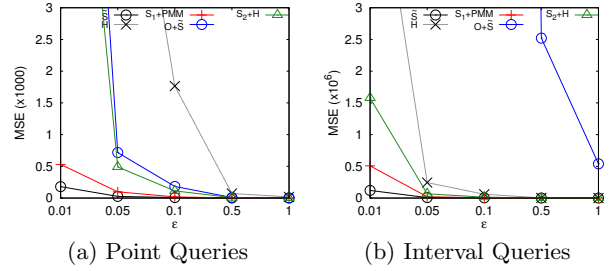 S̃
H
S₁+PMM
O+S̃
S₂+H
MSE (x1000)
3
2.5
2
1.5
1
0.5
0
0.01
0.05
0.1
0.5
1
ε
(a) Point Queries
S̃
H
S₁+PMM
O+S̃
S₂+H
MSE (x10⁶)
3
2.5
2
1.5
1
0.5
0
0.01
0.05
0.1
0.5
1
ε
(b) Interval Queries